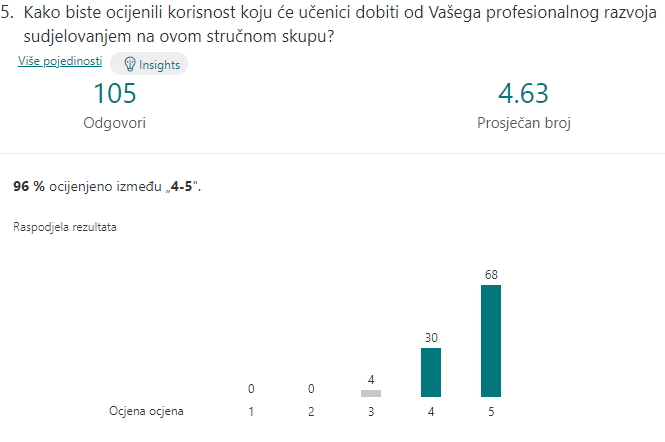 5. Kako biste ocijenili korisnost koju će učenici dobiti od Vašega profesionalnog razvoja
sudjelovanjem na ovom stručnom skupu?
Više pojedinosti
Insights
105
4.63
Odgovori
Prosječan broj
96 % ocijenjeno između „4-5“.
Raspodjela rezultata
68
30
4
0
0
Ocjena ocjena 1 2 3 4 5